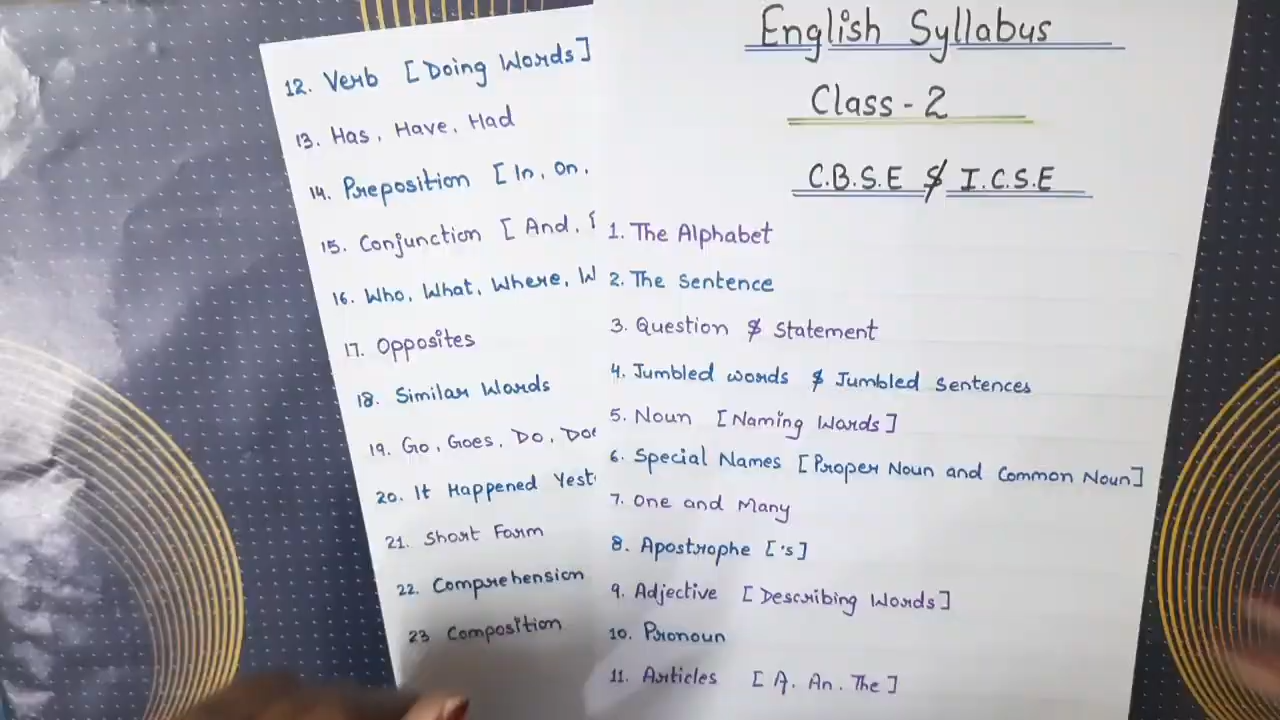 English Syllabus
Class - 2
C.B.S.E & I.C.S.E
1. The Alphabet
2. The Sentence
3. Question & Statement
4. Jumbled words & Jumbled Sentences
5. Noun [Naming Words]
6. Special Names [Proper Noun and Common Noun]
7. One and Many
8. Apostrophe ['s]
9. Adjective [Describing Words]
10. Pronoun
11. Articles [A. An. The]
12. Verb [Doing Words]
13. Has, Have, Had
14. Preposition [In, On,
15. Conjunction [And,
16. Who, What, Where,
17. Opposites
18. Similar Words
19. Go, Goes, Do,
20. It Happened
21. Short Form
22. Comprehension
23 Composition